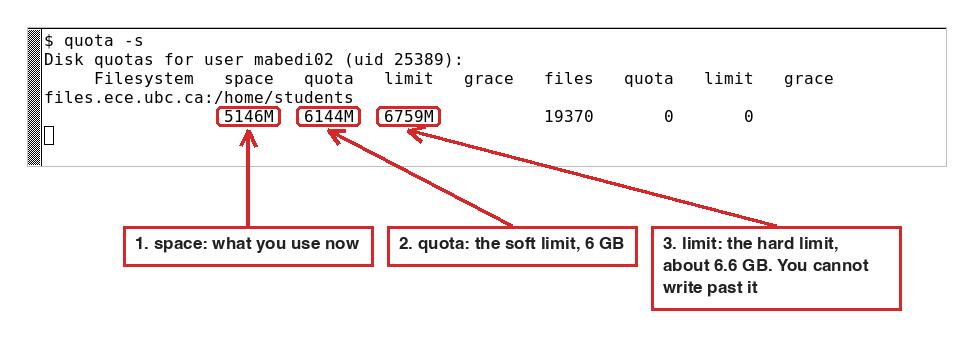 $ quota -s
Disk quotas for user mabedi02 (uid 25389):
     Filesystem   space   quota   limit   grace   files   quota   limit   grace
files.ece.ubc.ca:/home/students
                  5146M   6144M   6759M           19370       0       0
1. space: what you use now
2. quota: the soft limit, 6 GB
3. limit: the hard limit,
about 6.6 GB. You cannot
write past it